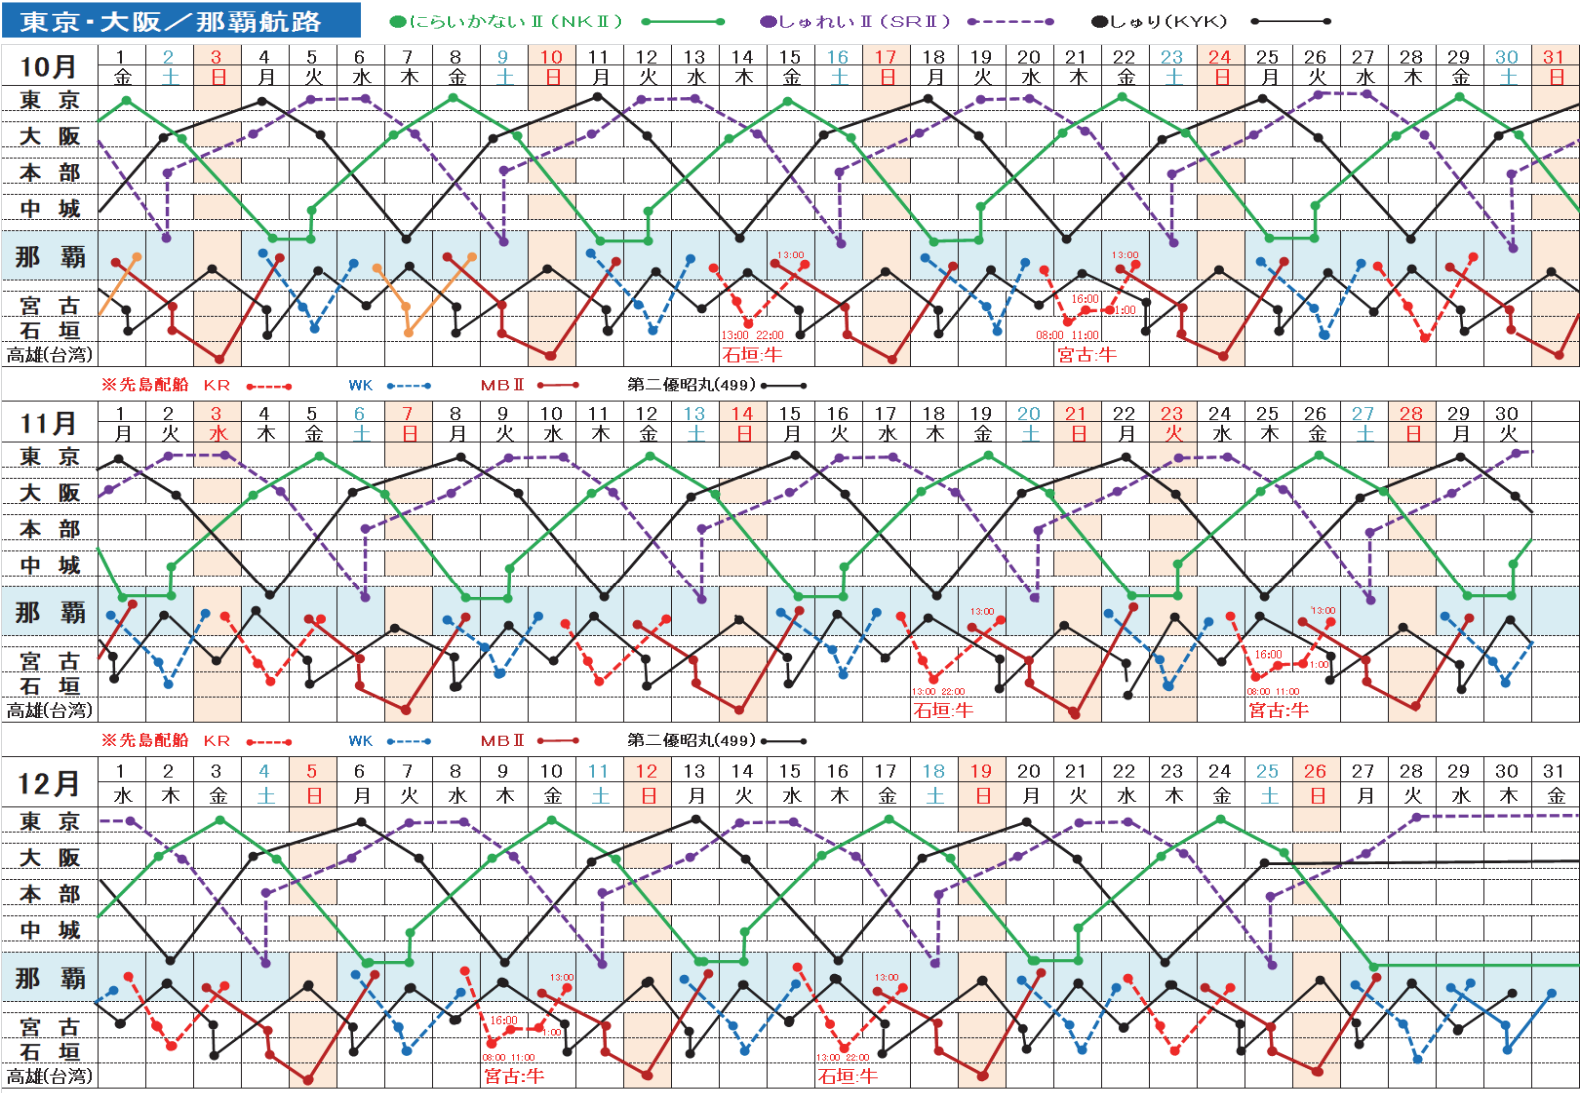 東京・大阪／那覇航路
●にらいかないⅡ（NKⅡ） ●しゅれいⅡ（SRⅡ） ●しゅり(KYK)
10月 1 2 3 4 5 6 7 8 9 10 11 12 13 14 15 16 17 18 19 20 21 22 23 24 25 26 27 28 29 30 31
金 土 日 月 火 水 木 金 土 日 月 火 水 木 金 土 日 月 火 水 木 金 土 日 月 火 水 木 金 土 日
東京
大阪
本部
中城
那覇
13:00 13:00
宮古
16:00 1:00
石垣
13:00 22:00 08:00 11:00
高雄(台湾) 石垣:牛 宮古:牛
※先島配船 KR WK MBⅡ 第二優昭丸(499)
11月 1 2 3 4 5 6 7 8 9 10 11 12 13 14 15 16 17 18 19 20 21 22 23 24 25 26 27 28 29 30
月 火 水 木 金 土 日 月 火 水 木 金 土 日 月 火 水 木 金 土 日 月 火 水 木 金 土 日 月 火
東京
大阪
本部
中城
那覇
13:00 13:00
宮古
16:00 1:00
石垣
13:00 22:00 08:00 11:00
高雄(台湾) 石垣:牛 宮古:牛
※先島配船 KR WK MBⅡ 第二優昭丸(499)
12月 1 2 3 4 5 6 7 8 9 10 11 12 13 14 15 16 17 18 19 20 21 22 23 24 25 26 27 28 29 30 31
水 木 金 土 日 月 火 水 木 金 土 日 月 火 水 木 金 土 日 月 火 水 木 金 土 日 月 火 水 木 金
東京
大阪
本部
中城
那覇
13:00 13:00
宮古
16:00 1:00
石垣
08:00 11:00 13:00 22:00
高雄(台湾) 宮古:牛 石垣:牛